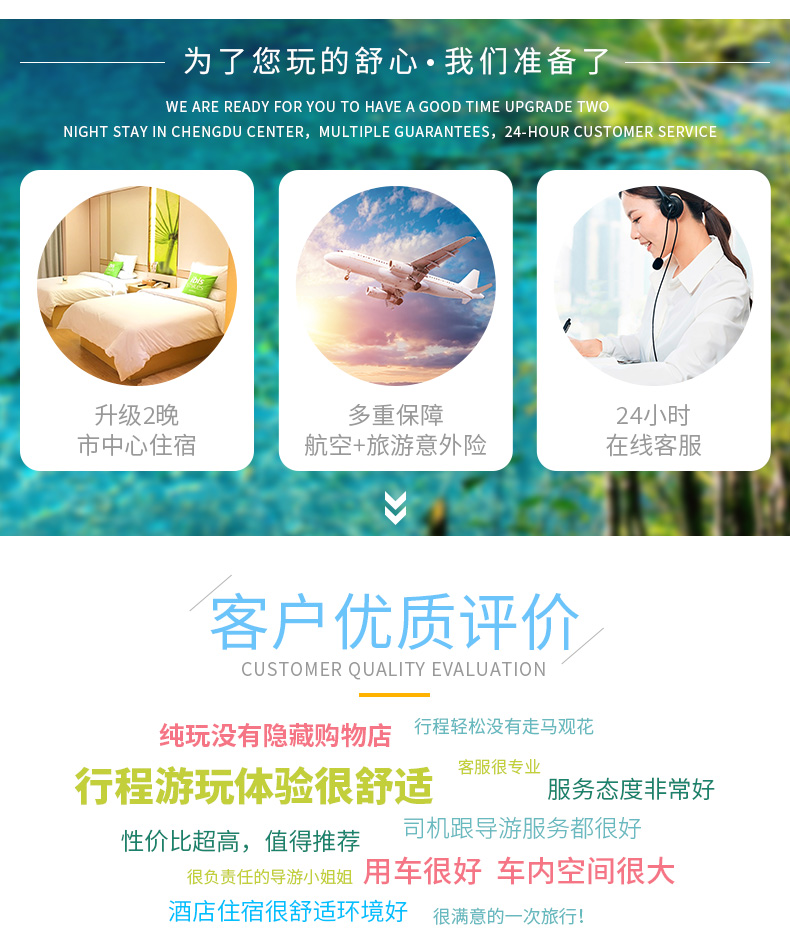 为了您玩的舒心•我们准备了
WE ARE READY FOR YOU TO HAVE A GOOD TIME UPGRADE TWO
NIGHT STAY IN CHENGDU CENTER，MULTIPLE GUARANTEES，24-HOUR CUSTOMER SERVICE
升级2晚
市中心住宿
多重保障
航空+旅游意外险
24小时
在线客服
客户优质评价
CUSTOMER QUALITY EVALUATION
纯玩没有隐藏购物店
行程轻松没有走马观花
行程游玩体验很舒适
客服很专业
服务态度非常好
性价比超高，值得推荐
司机跟导游服务都很好
很负责任的导游小姐姐
用车很好 车内空间很大
酒店住宿很舒适环境好
很满意的一次旅行！